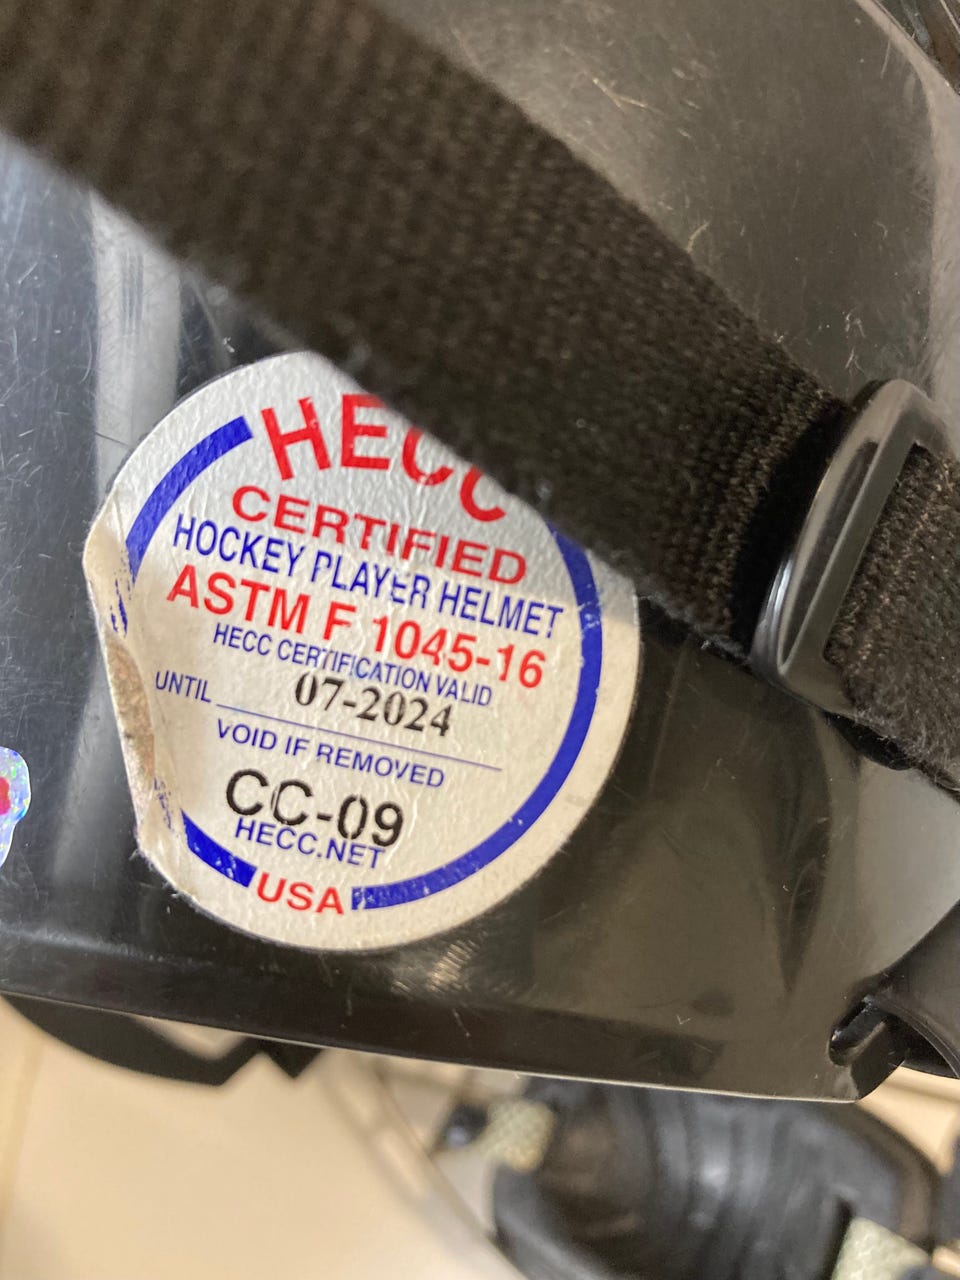 HECC
CERTIFIED
HOCKEY PLAYER HELMET
ASTM F 1045-16
HECC CERTIFICATION VALID
UNTIL 07-2024
VOID IF REMOVED
CC-09
HECC.NET
USA